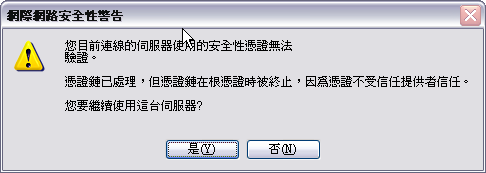 網際網路安全性警告
您目前連線的伺服器使用的安全性憑證無法
驗證。
憑證鏈已處理，但憑證鏈在根憑證時被終止，因為憑證不受信任提供者信任。
您要繼續使用這台伺服器?
是(Y)
否(N)